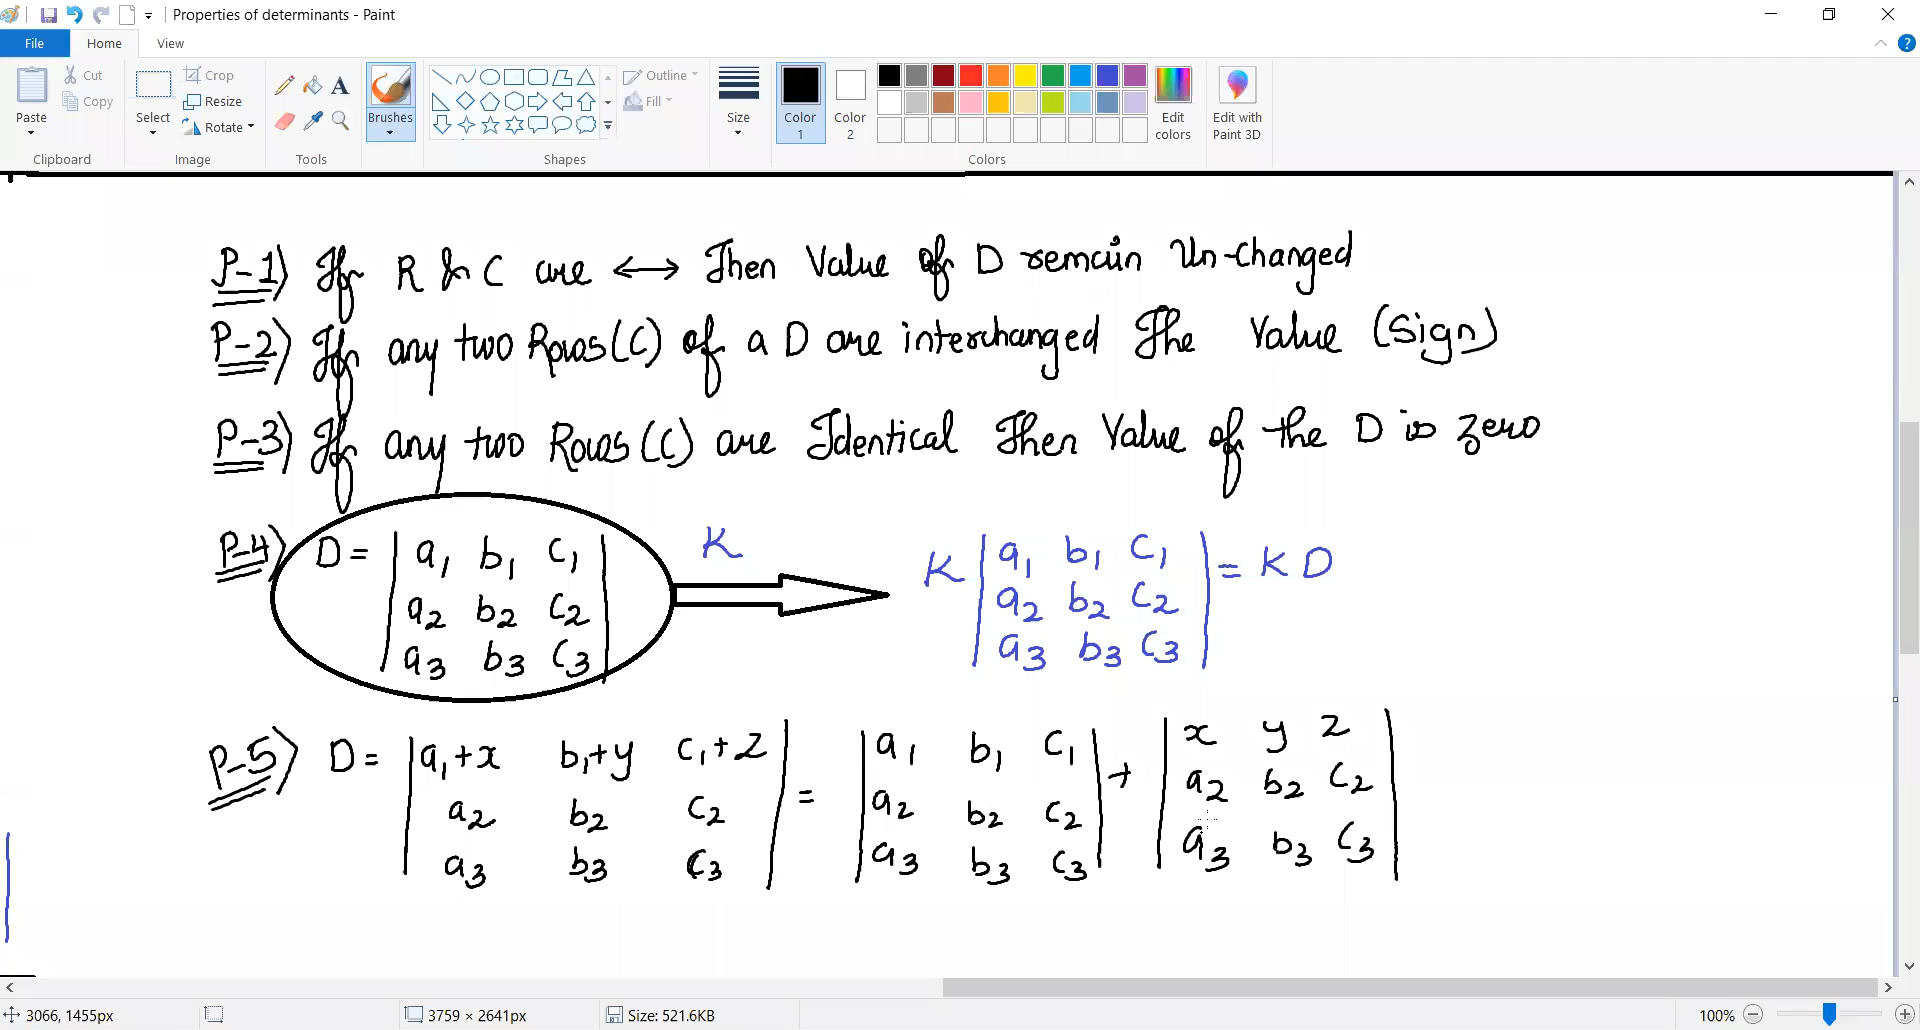 Properties of determinants - Paint
File Home View
Cut
Copy
Paste
Clipboard
Select
Crop
Resize
Rotate
Image
A
Tools
Brushes
Shapes
Outline
Fill
Size
Color 1
Color 2
Colors
Edit colors
Edit with Paint 3D
P-1) If R & C are ↔ Then Value of D remain Un-changed
P-2) If any two Rows(C) of a D are interchanged The Value (Sign)
P-3) If any two Rows(C) are Identical Then Value of the D is zero
P-4) D = | a₁ b₁ c₁ | K K | a₁ b₁ c₁ | = K D
a₂ b₂ c₂ a₂ b₂ c₂
a₃ b₃ c₃ a₃ b₃ c₃
P-5) D = | a₁+x b₁+y c₁+z | = | a₁ b₁ c₁ | + | x y z |
a₂ b₂ c₂ a₂ b₂ c₂ a₂ b₂ c₂
a₃ b₃ c₃ a₃ b₃ c₃ a₃ b₃ c₃
3066, 1455px 3759 × 2641px Size: 521.6KB 100%